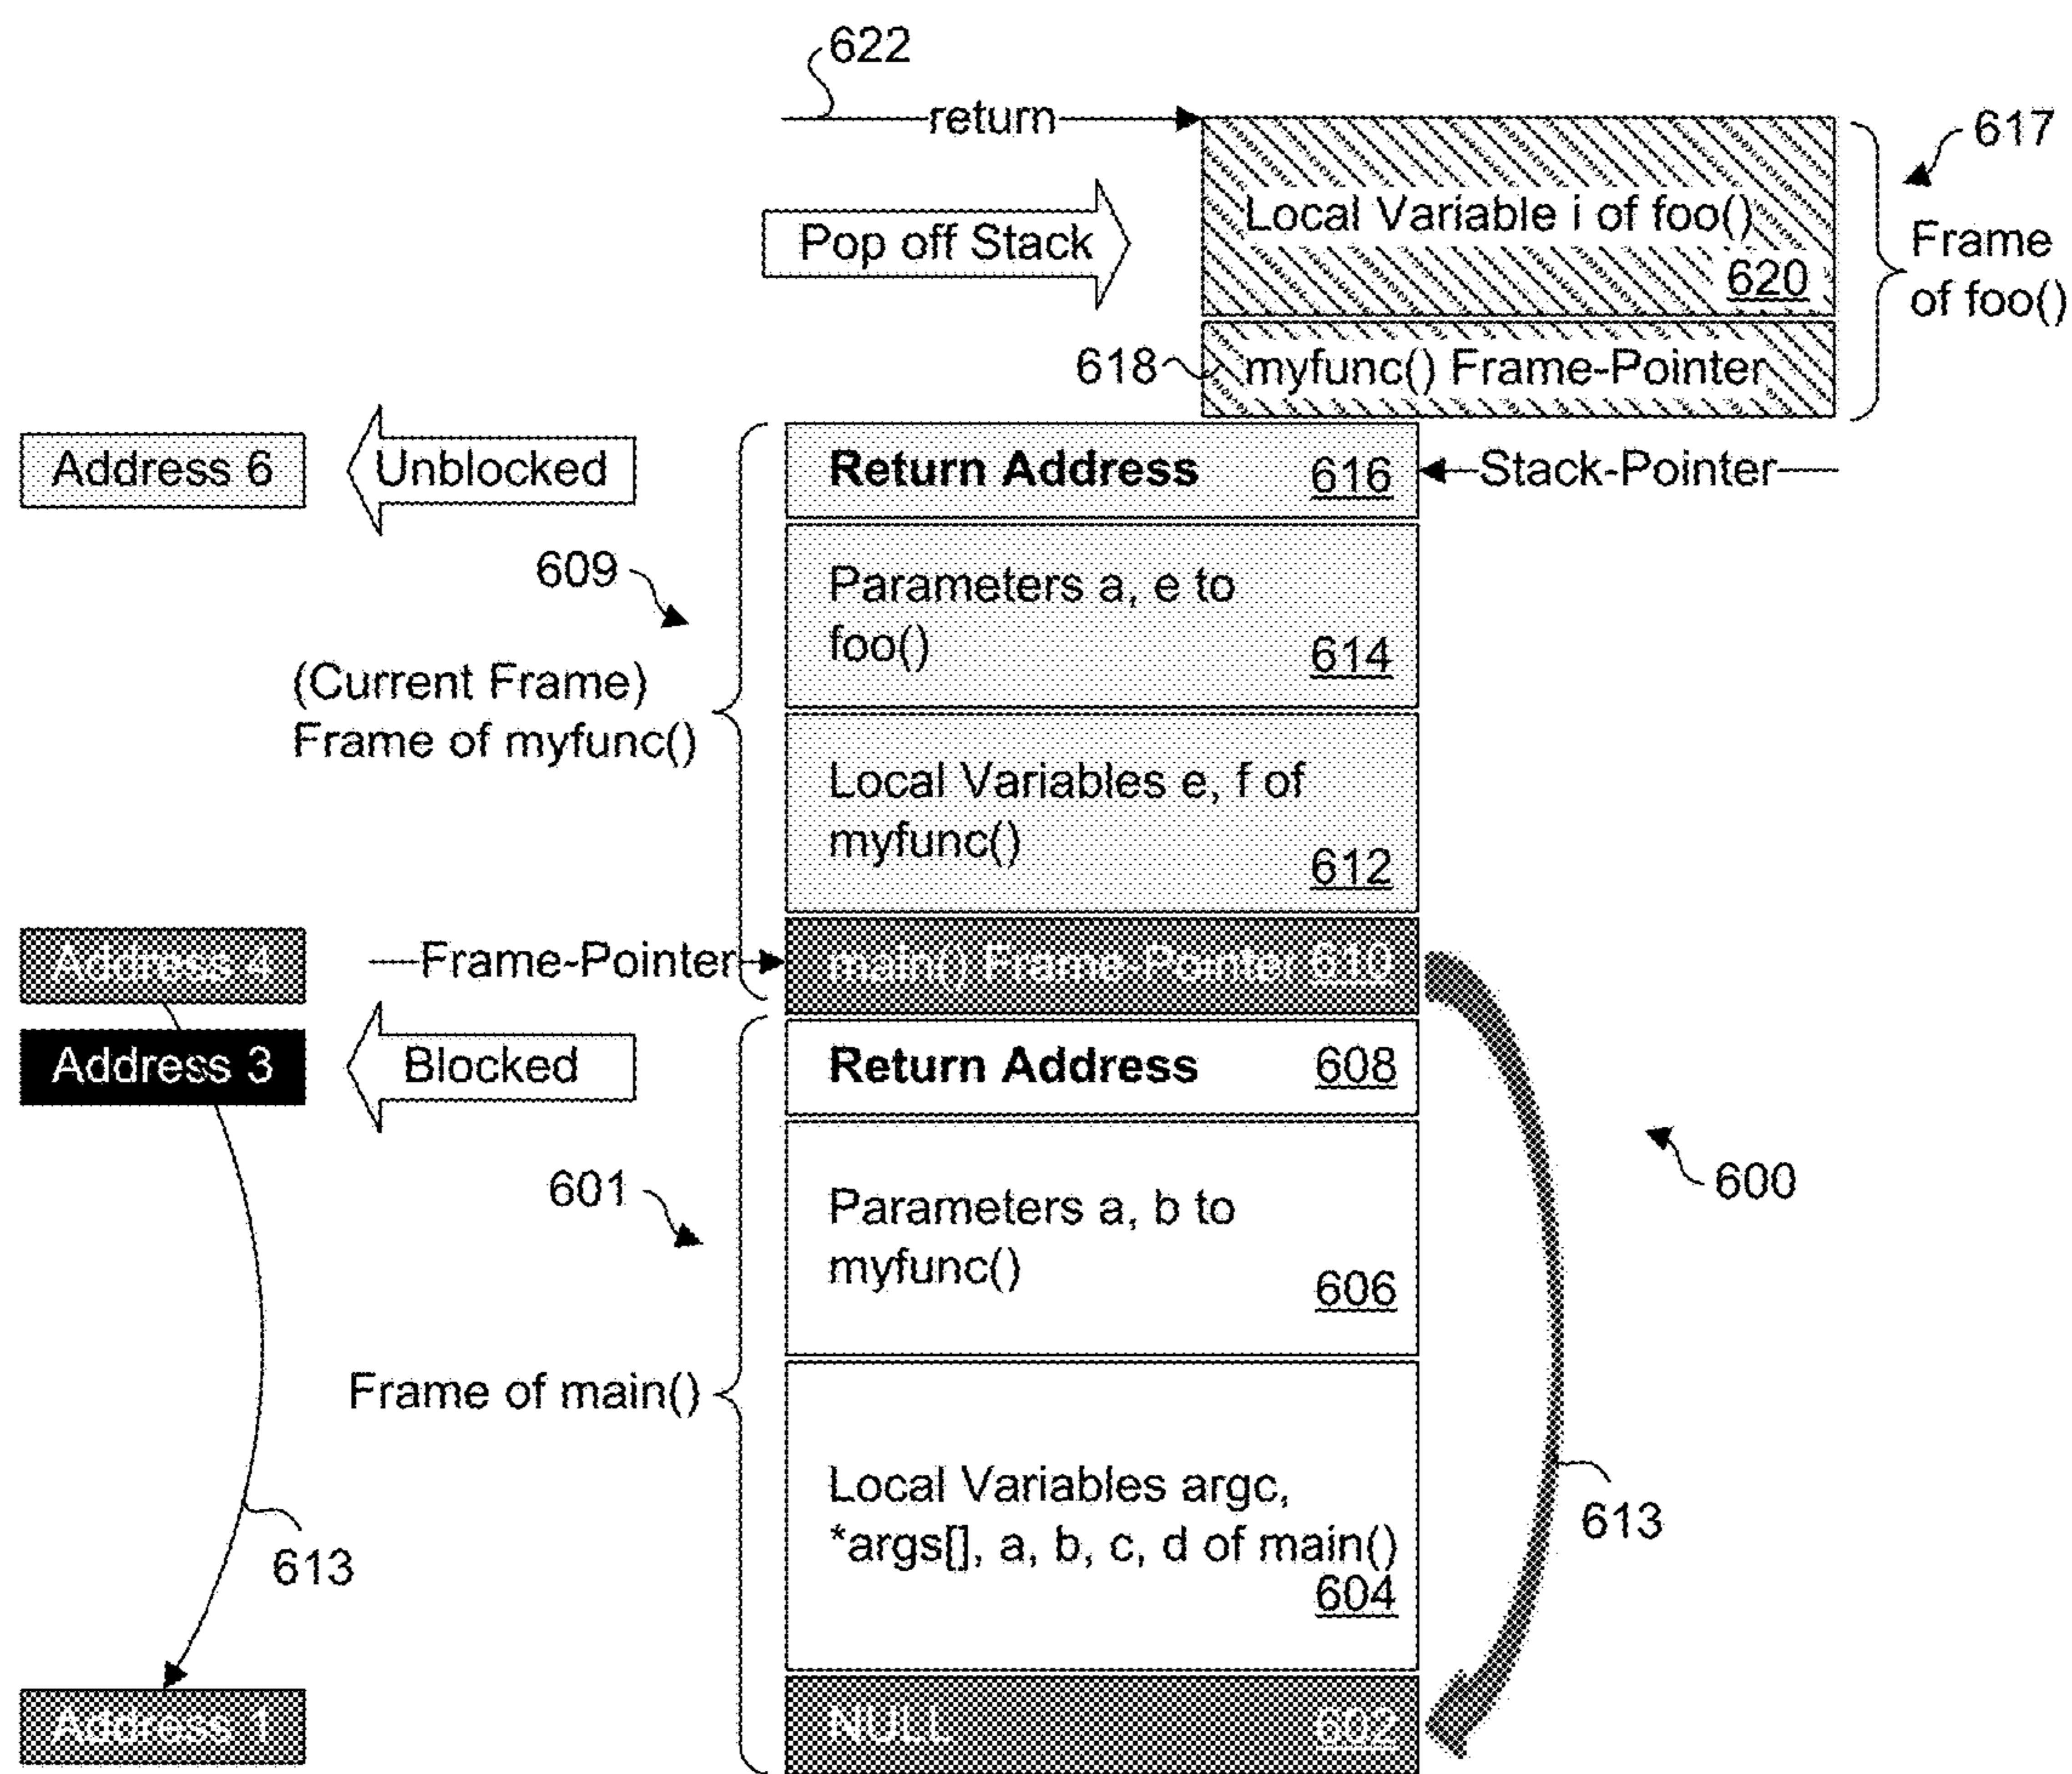 622
return
617
Local Variable i of foo()
620
Pop off Stack
Frame
of foo()
618
myfunc() Frame-Pointer
Address 6
Unblocked
Return Address 616
Stack-Pointer
609
Parameters a, e to
foo()
614
(Current Frame)
Frame of myfunc()
Local Variables e, f of
myfunc()
612
Address 4
Frame-Pointer
main() Frame-Pointer 610
Address 3
Blocked
Return Address 608
601
Parameters a, b to
myfunc()
606
600
Frame of main()
Local Variables argc,
*args[], a, b, c, d of main()
604
613
613
Address 1
NULL 602